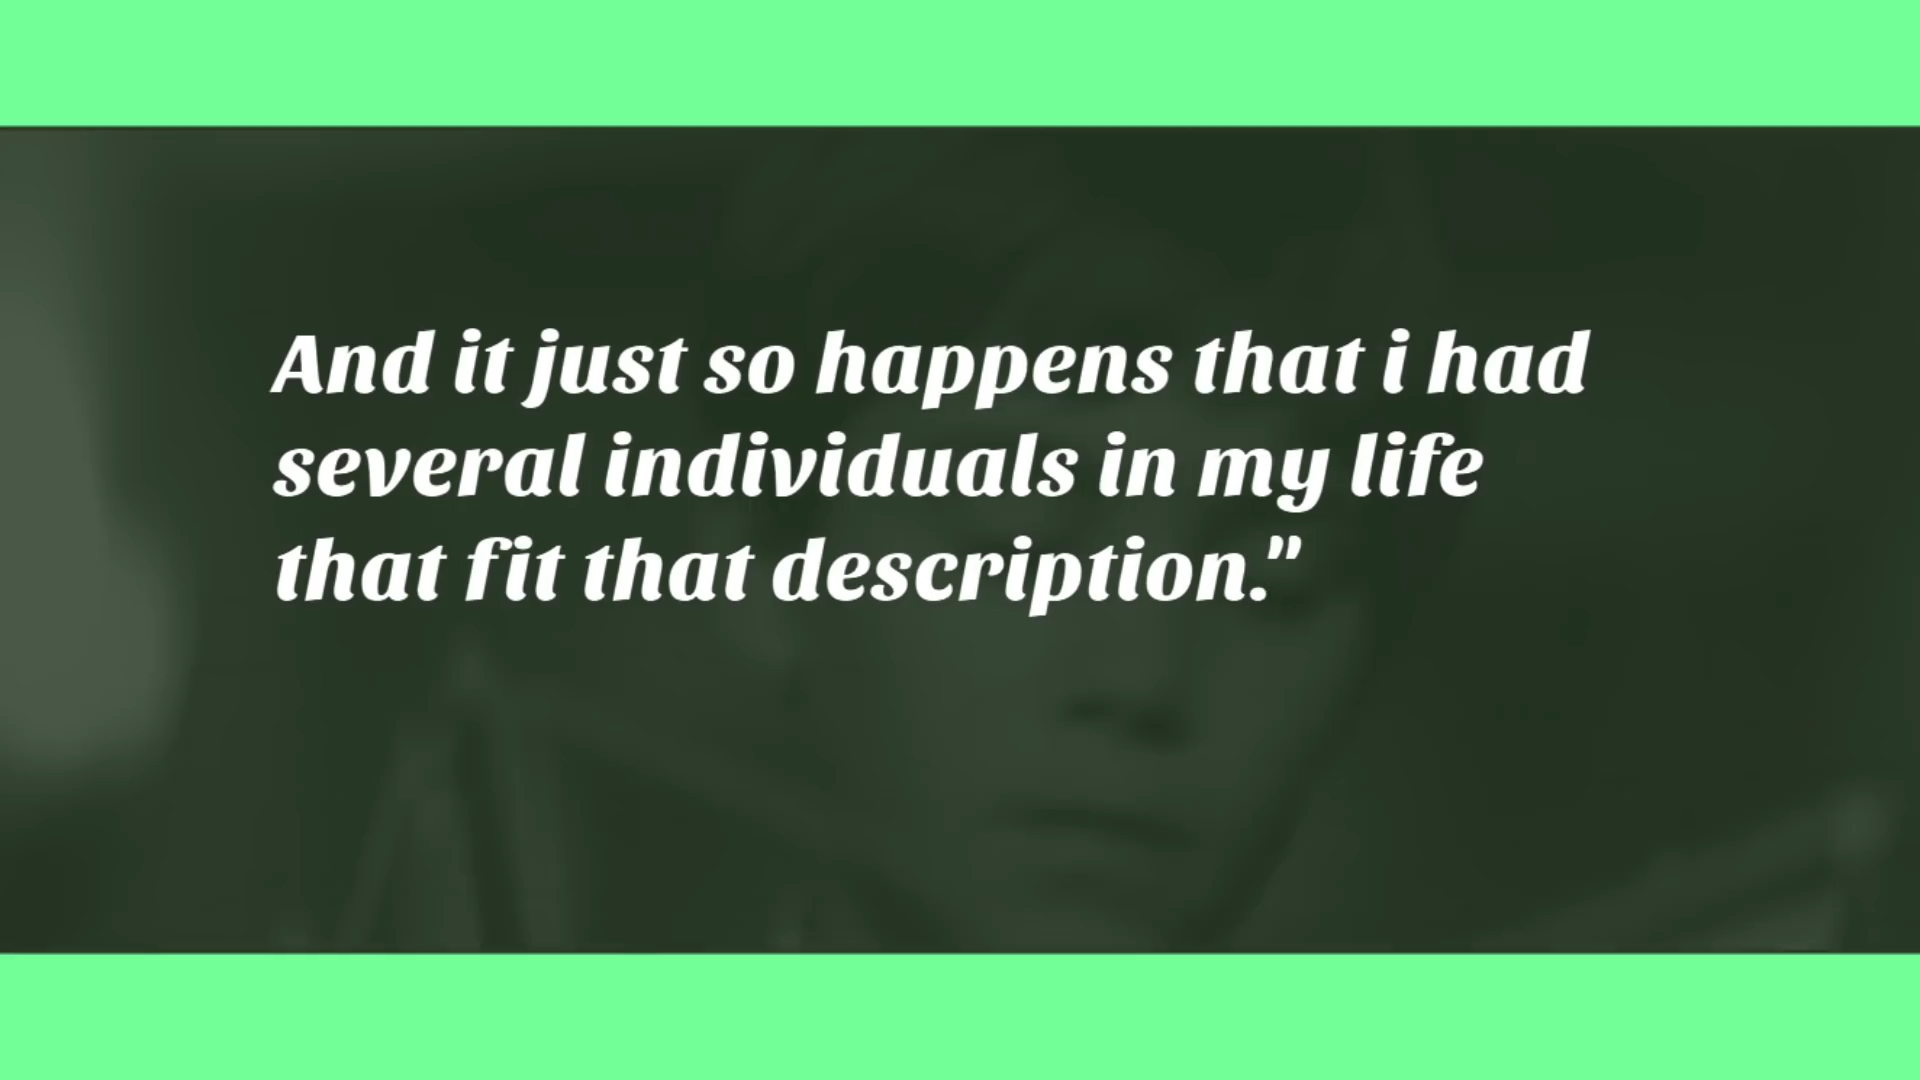 And it just so happens that i had
several individuals in my life
that fit that description."